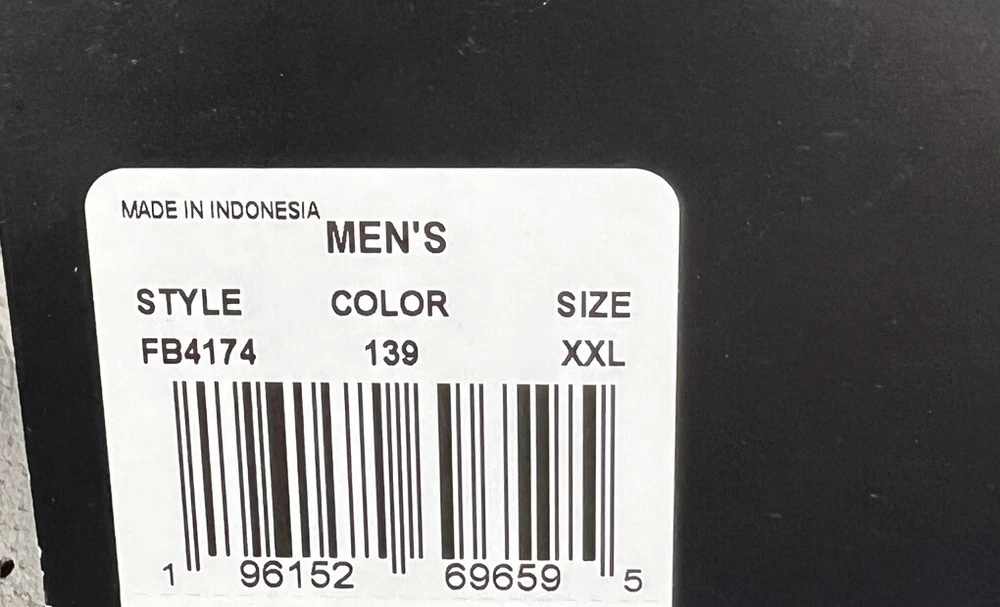 MADE IN INDONESIA
MEN'S
STYLE COLOR SIZE
FB4174 139 XXL
1 96152 69659 5